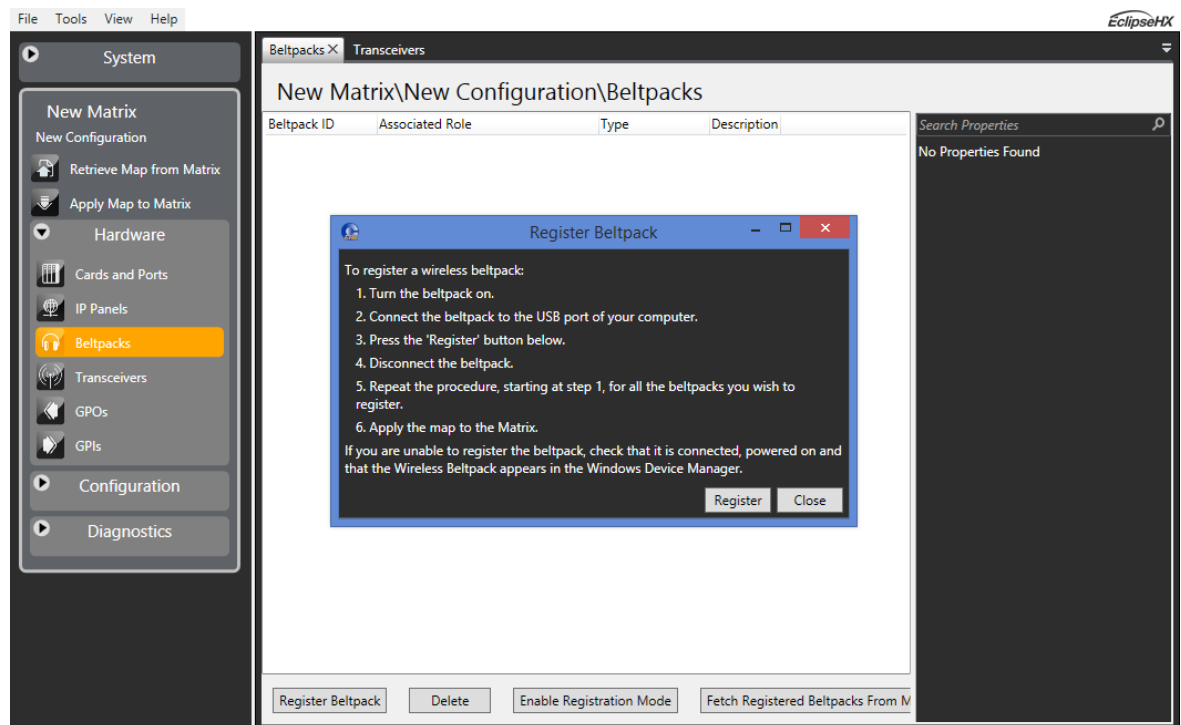 File Tools View Help
EclipseHX
System
New Matrix
New Configuration
Retrieve Map from Matrix
Apply Map to Matrix
Hardware
Cards and Ports
IP Panels
Beltpacks
Transceivers
GPOs
GPIs
Configuration
Diagnostics
Beltpacks Transceivers
New Matrix\New Configuration\Beltpacks
Beltpack ID Associated Role Type Description
Register Beltpack
To register a wireless beltpack:
1. Turn the beltpack on.
2. Connect the beltpack to the USB port of your computer.
3. Press the 'Register' button below.
4. Disconnect the beltpack.
5. Repeat the procedure, starting at step 1, for all the beltpacks you wish to
register.
6. Apply the map to the Matrix.
If you are unable to register the beltpack, check that it is connected, powered on and
that the Wireless Beltpack appears in the Windows Device Manager.
Register Close
Register Beltpack Delete Enable Registration Mode Fetch Registered Beltpacks From M
Search Properties
No Properties Found